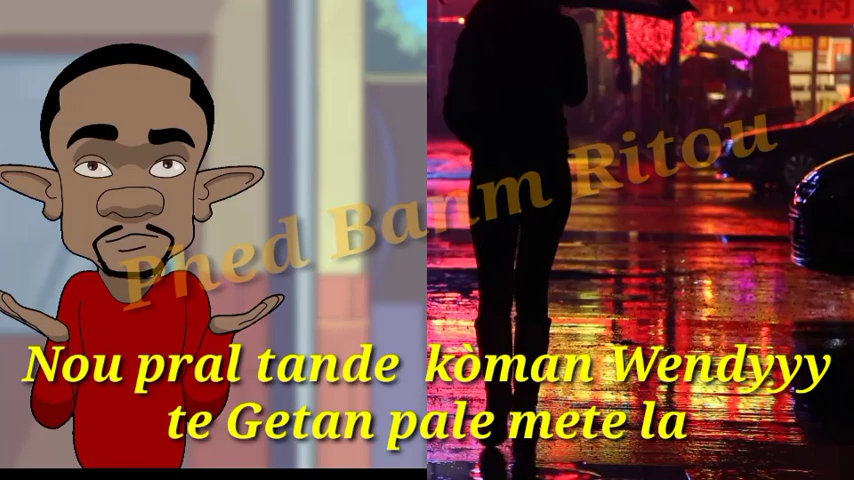 Phed Banm Ritou
Nou pral tande kòman Wendyyy
te Getan pale mete la